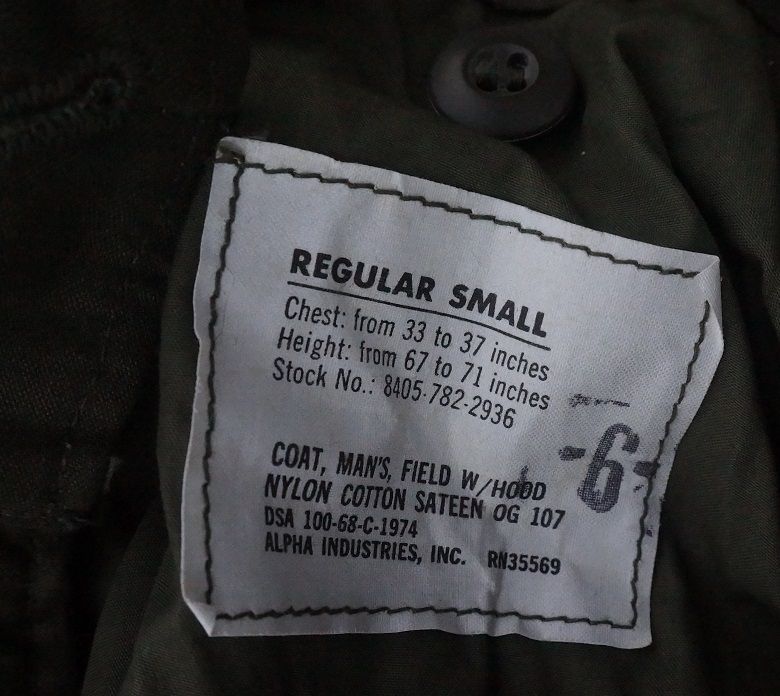 REGULAR SMALL
Chest: from 33 to 37 inches
Height: from 67 to 71 inches
Stock No.: 8405-782-2936
-6-
COAT, MAN'S, FIELD W/HOOD
NYLON COTTON SATEEN OG 107
DSA 100-68-C-1974
ALPHA INDUSTRIES, INC. RN35569